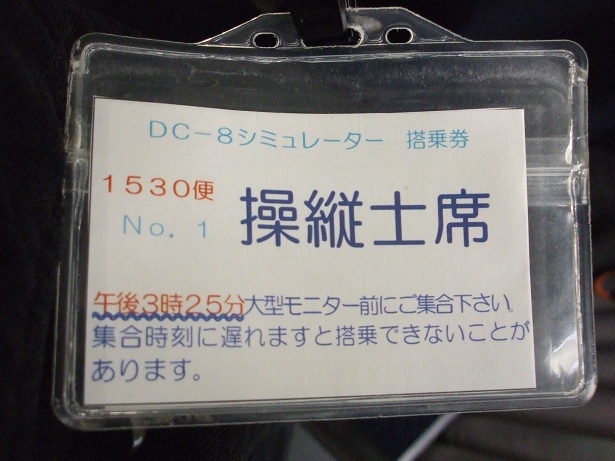 DC－8シミュレーター　搭乗券
1530便
No．1
操縦士席
午後3時25分大型モニター前にご集合下さい
集合時刻に遅れますと搭乗できないことが
あります。